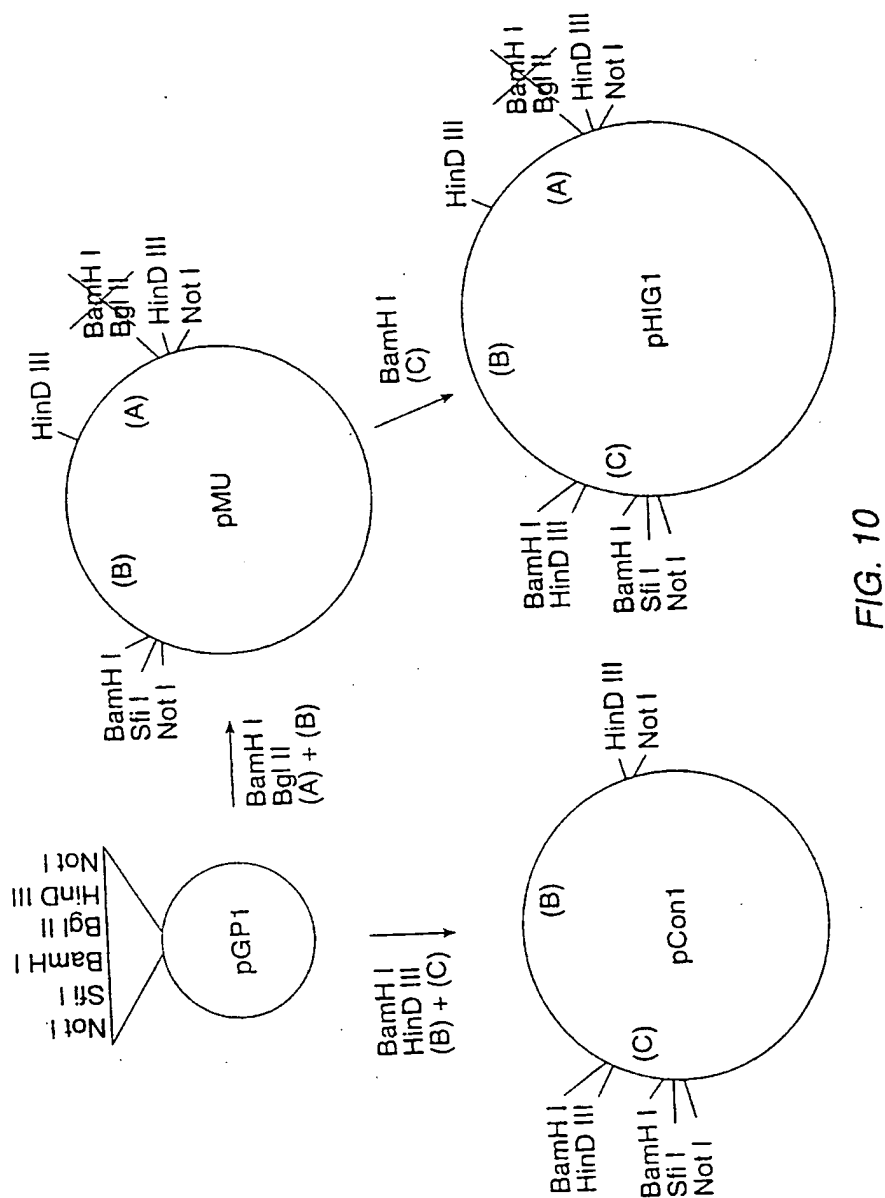 Not I
Sfi I
BamH I
Bgl II
HinD III
Not I
pGP1
BamH I
Bgl II
(A) + (B)
BamH I
Sfi I
Not I
(B)
HinD III
(A)
BamH I
Bgl II
HinD III
Not I
pMU
BamH I
HinD III
(B) + (C)
BamH I
(C)
BamH I
HinD III
(C)
BamH I
Sfi I
Not I
(B)
HinD III
Not I
pCon1
BamH I
HinD III
(C)
BamH I
Sfi I
Not I
(B)
HinD III
(A)
BamH I
Bgl II
HinD III
Not I
pHIG1
FIG. 10